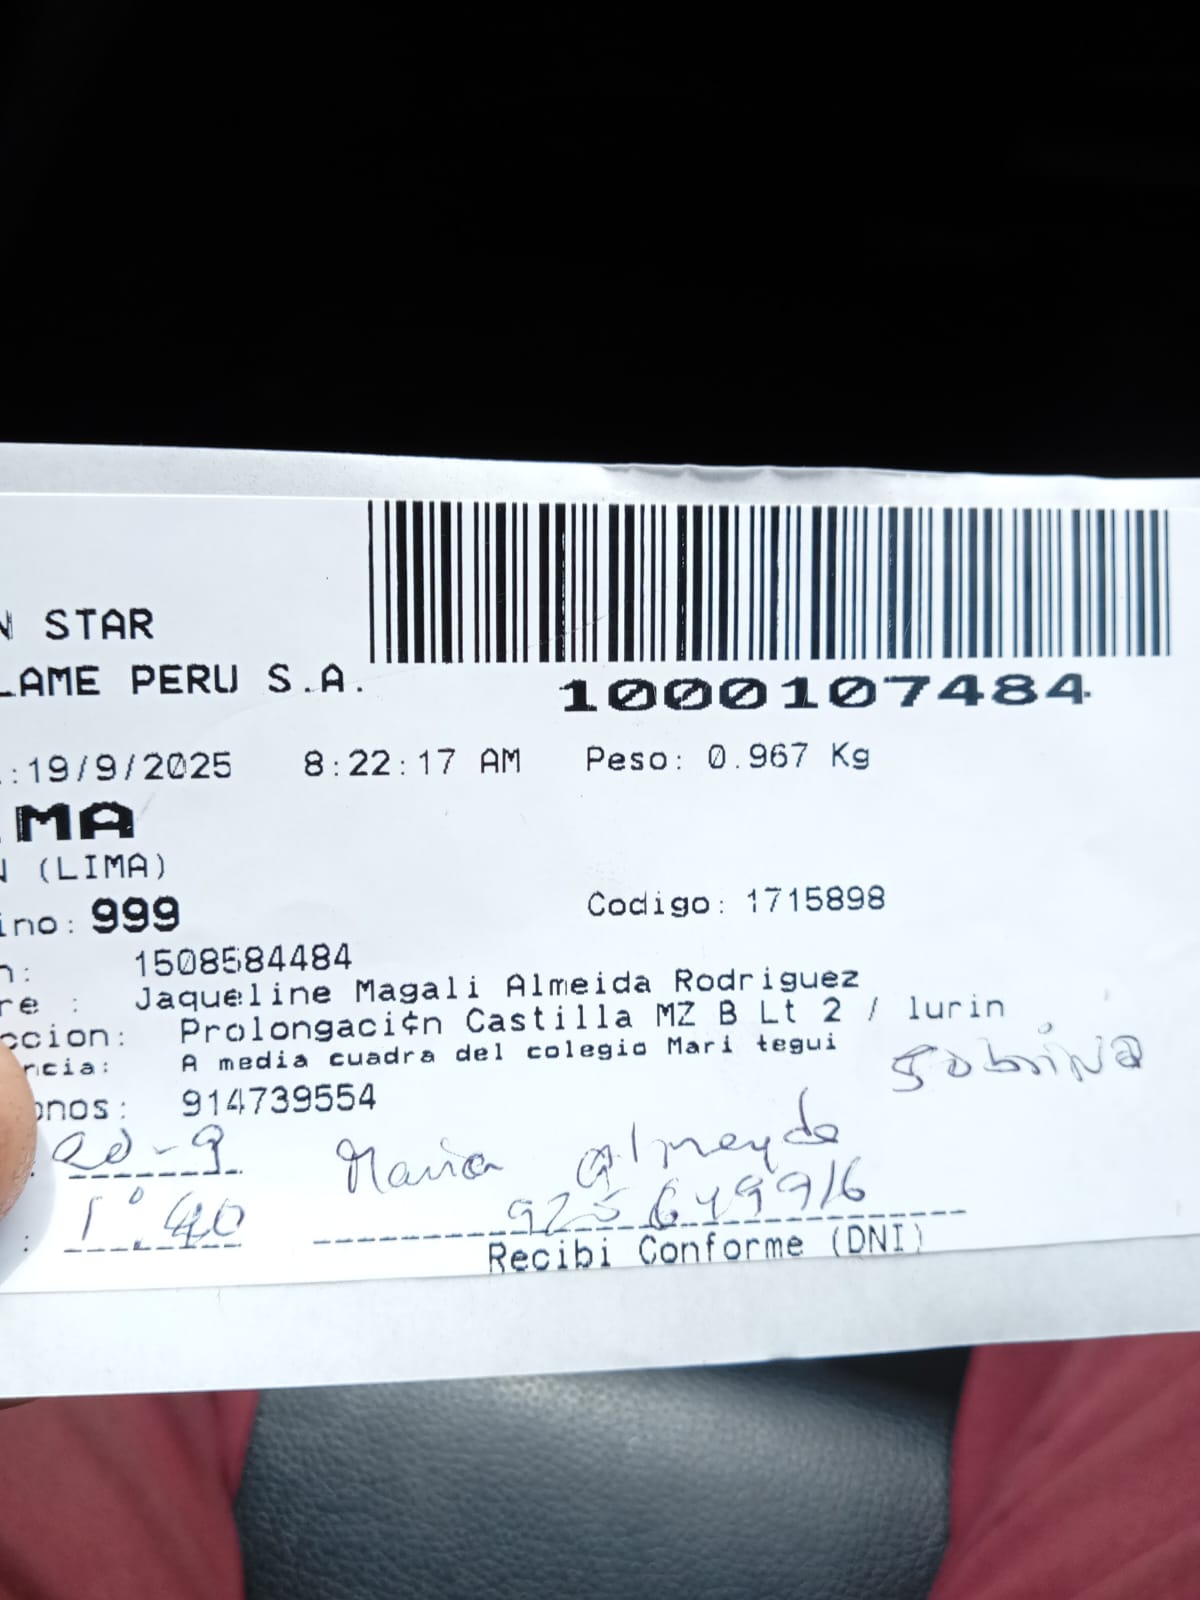 N STAR
LAME PERU S.A.
1000107484
.:19/9/2025 8:22:17 AM Peso: 0.967 Kg
IMA
N (LIMA)
ino: 999 Codigo: 1715898
n: 1508584484
re : Jaqueline Magali Almeida Rodriguez
ccion: Prolongaci¢n Castilla MZ B Lt 2 / lurin
ncia: A media cuadra del colegio Mari tegui
Sobrina
onos: 914739554
20-9 Maria Almeyda
1:40 925649916
Recibi Conforme (DNI)